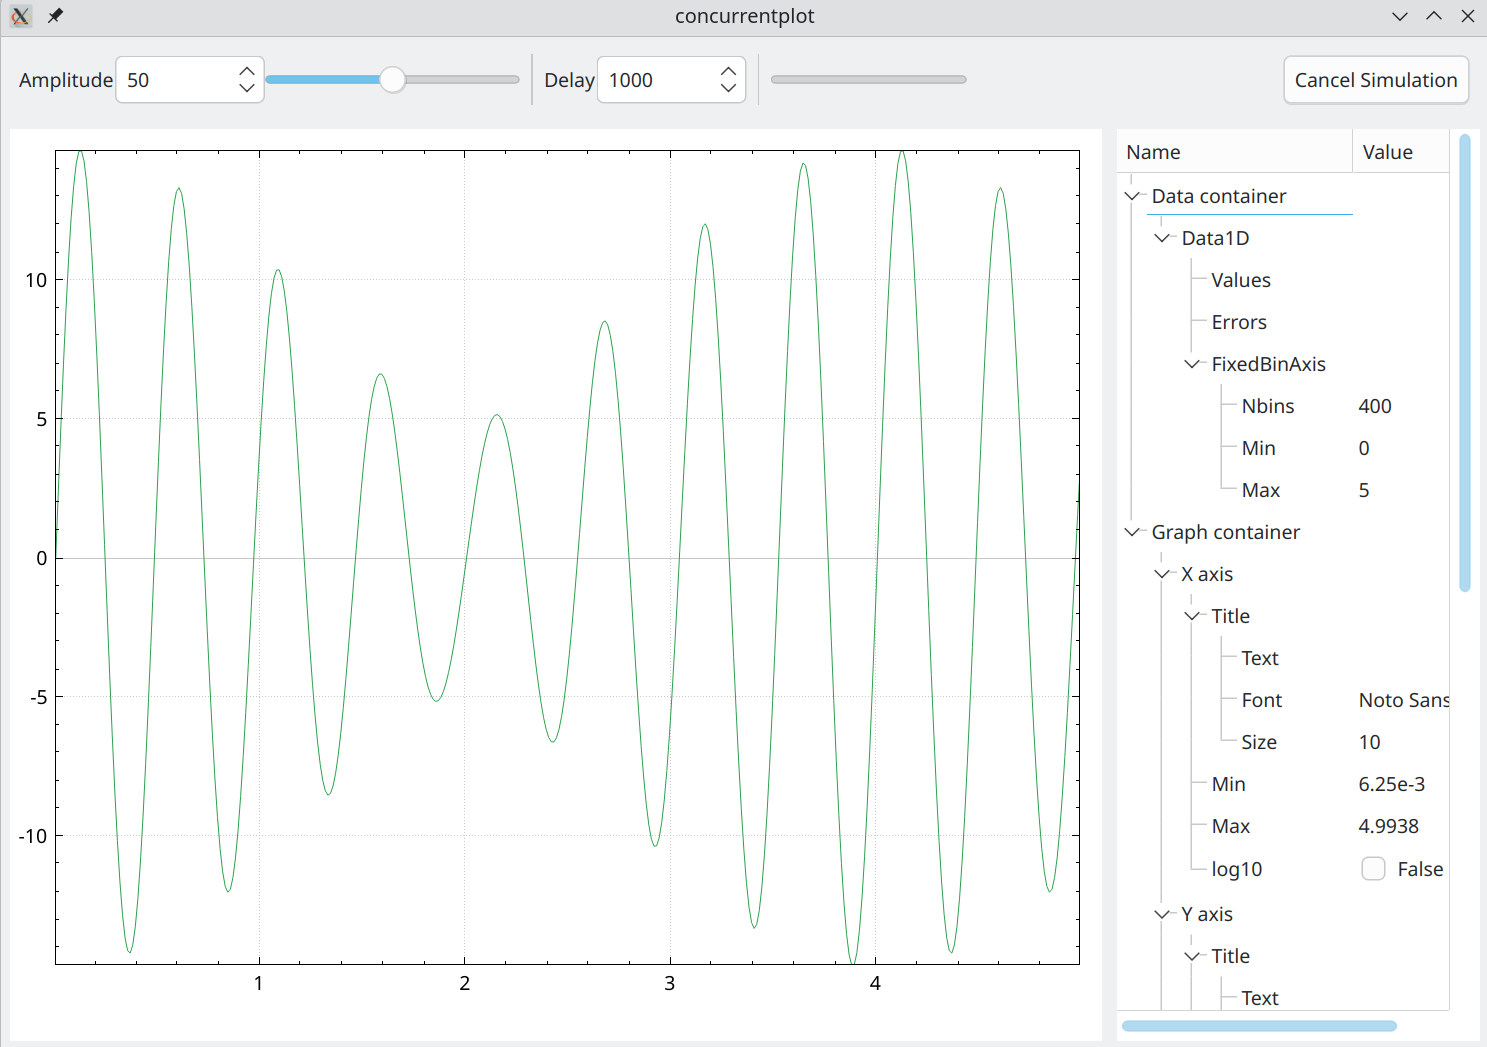 concurrentplot
Amplitude 50 Delay 1000 Cancel Simulation
10
5
0
-5
-10
1 2 3 4
Name Value
Data container
Data1D
Values
Errors
FixedBinAxis
Nbins 400
Min 0
Max 5
Graph container
X axis
Title
Text
Font Noto Sans
Size 10
Min 6.25e-3
Max 4.9938
log10 False
Y axis
Title
Text